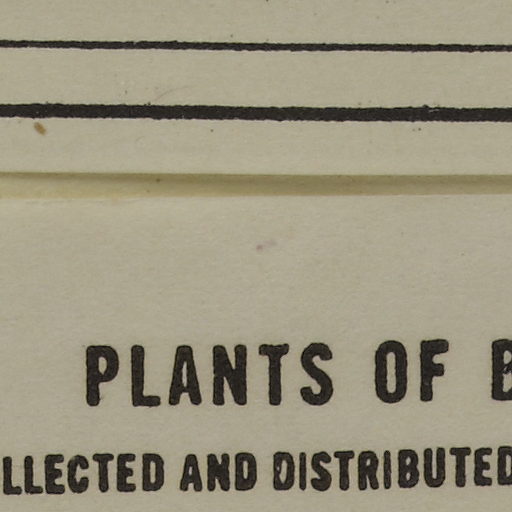 PLANTS OF B
LLECTED AND DISTRIBUTED